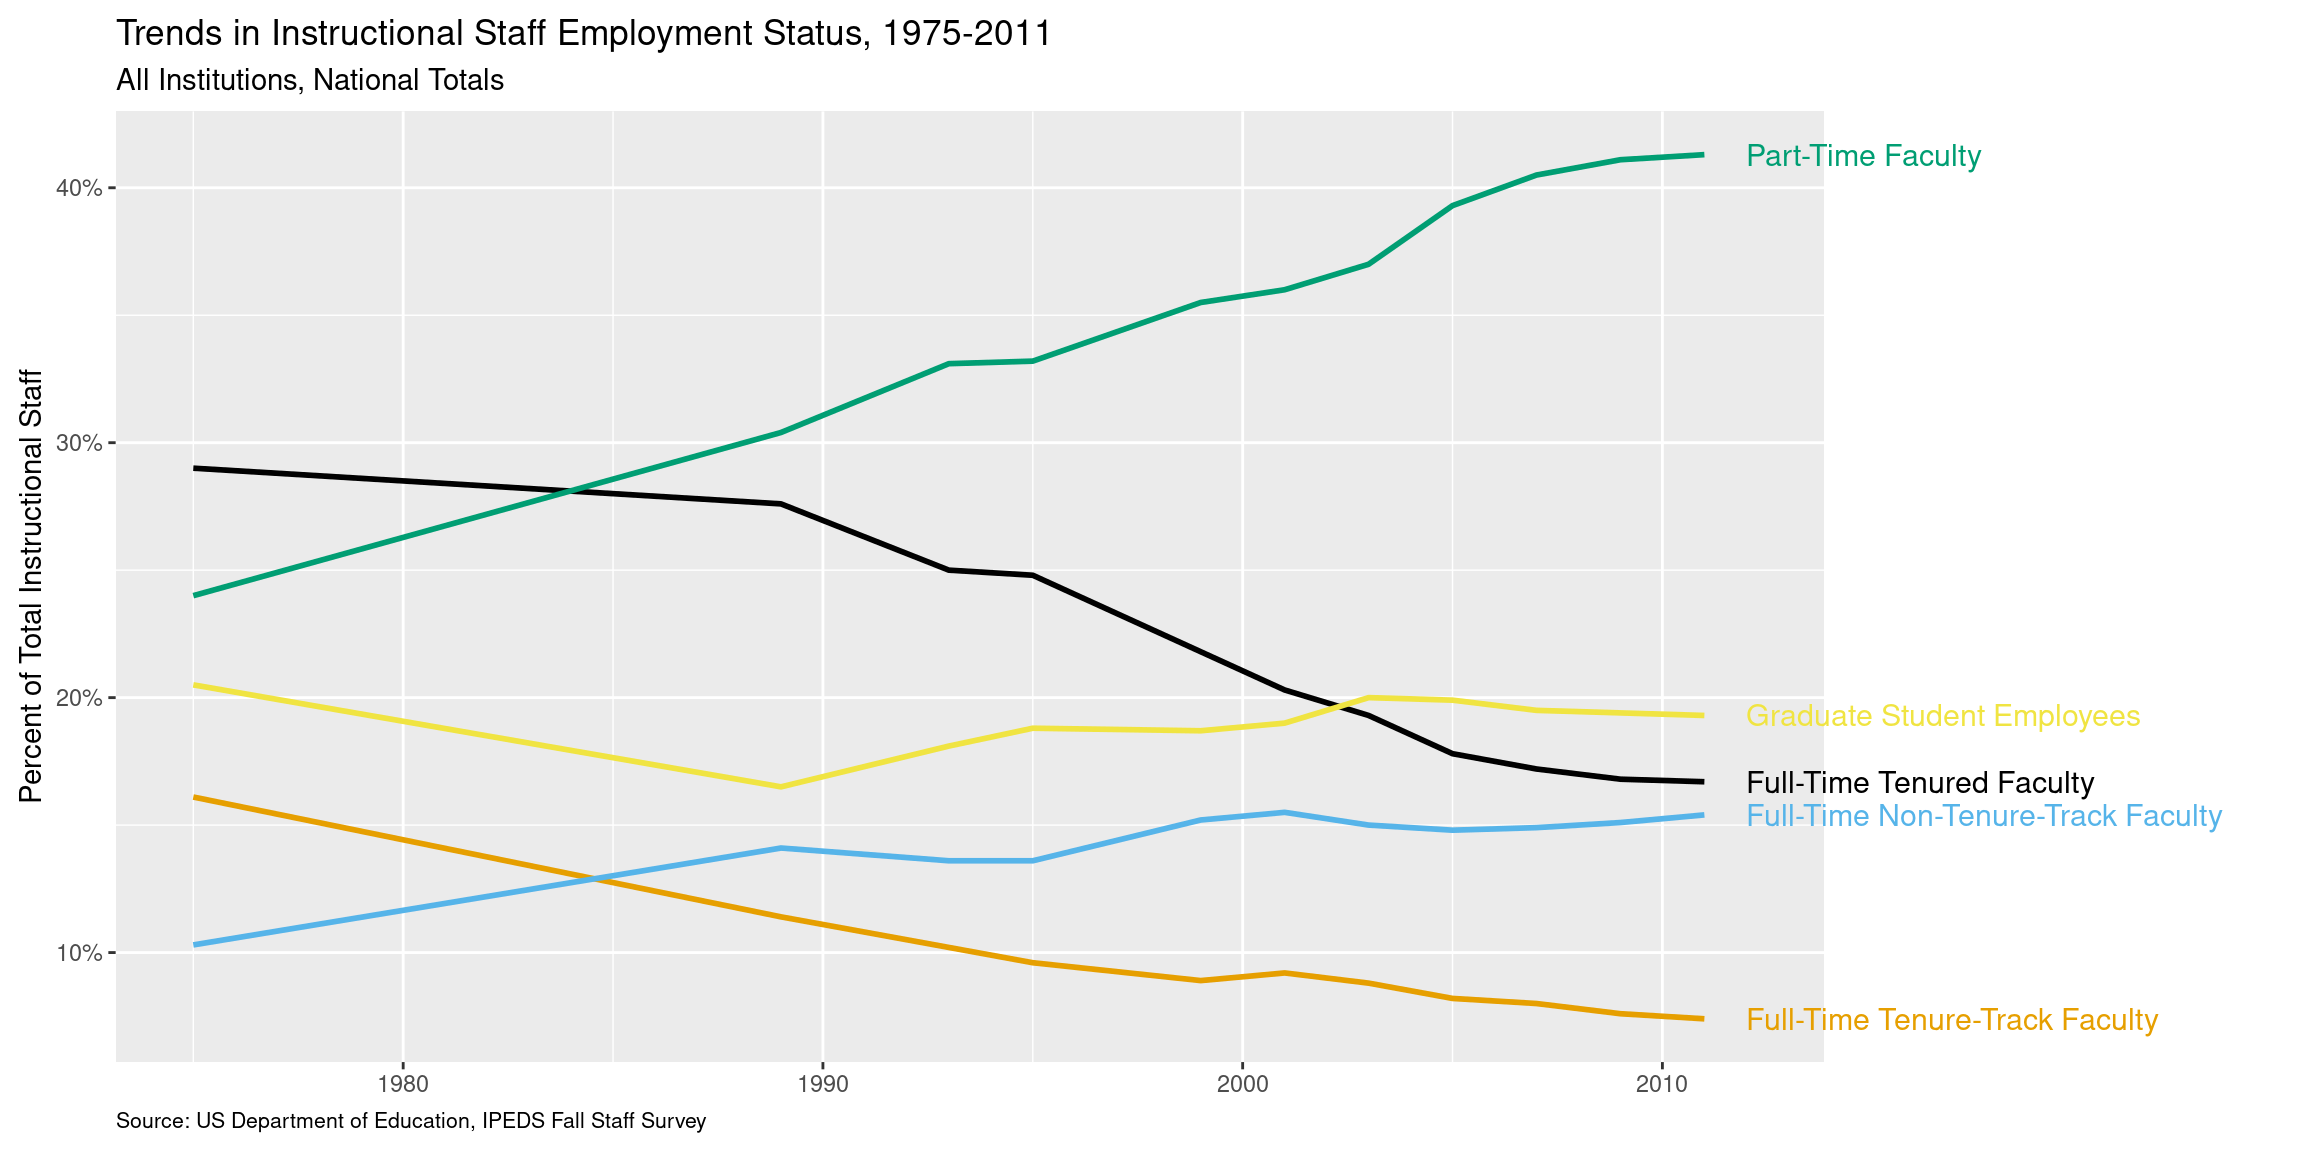 Trends in Instructional Staff Employment Status, 1975-2011
All Institutions, National Totals
Percent of Total Instructional Staff
40%
30%
20%
10%
Part-Time Faculty
Graduate Student Employees
Full-Time Tenured Faculty
Full-Time Non-Tenure-Track Faculty
Full-Time Tenure-Track Faculty
1980
1990
2000
2010
Source: US Department of Education, IPEDS Fall Staff Survey